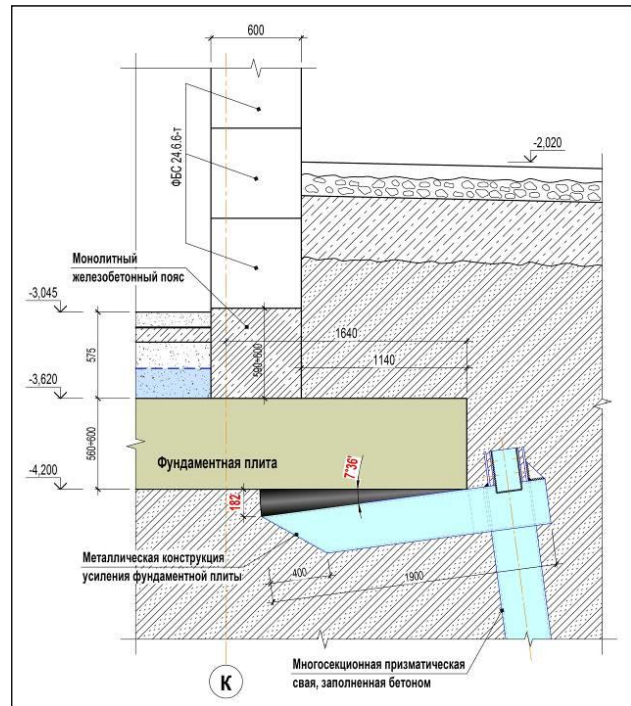 600
ФБС 24.6.6-т
-2,020
Монолитный
железобетонный пояс
-3,045
1640
575
590÷600
1140
-3,620
560÷600
Фундаментная плита
7°36'
-4,200
182
Металлическая конструкция
усиления фундаментной плиты
400
1900
Многосекционная призматическая
свая, заполненная бетоном
К